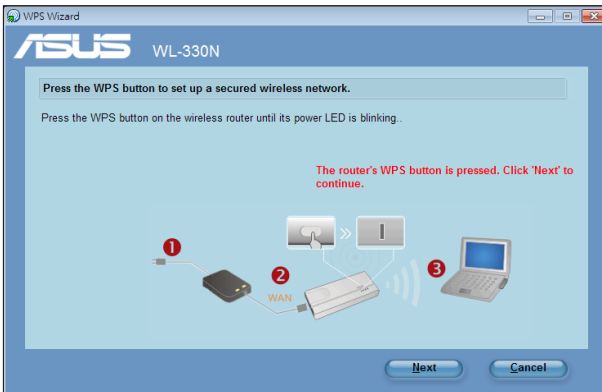 WPS Wizard
ASUS WL-330N
Press the WPS button to set up a secured wireless network.
Press the WPS button on the wireless router until its power LED is blinking..
The router's WPS button is pressed. Click 'Next' to
continue.
1
2
3
WAN
Next Cancel